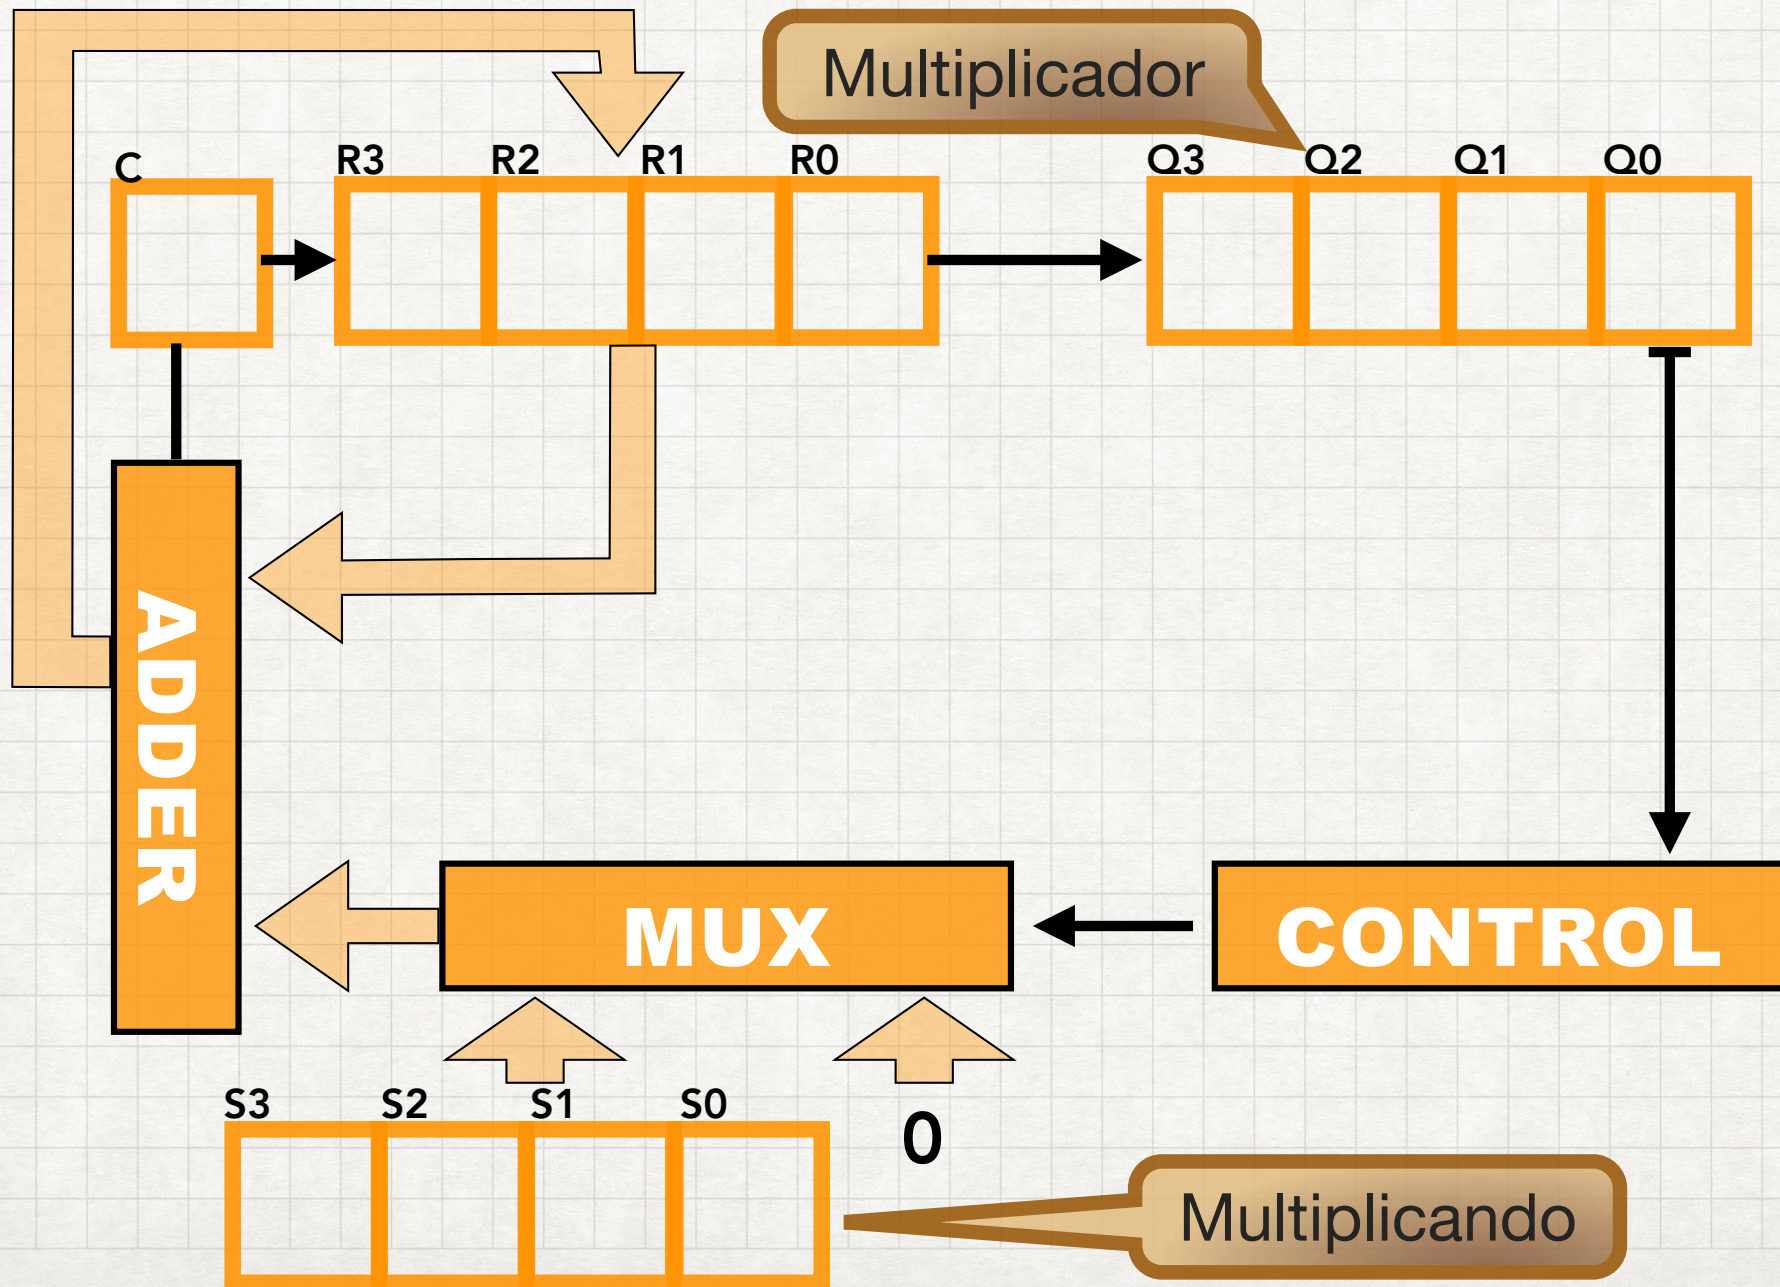 Multiplicador
C
R3 R2 R1 R0
Q3 Q2 Q1 Q0
ADDER
MUX
CONTROL
S3 S2 S1 S0
0
Multiplicando